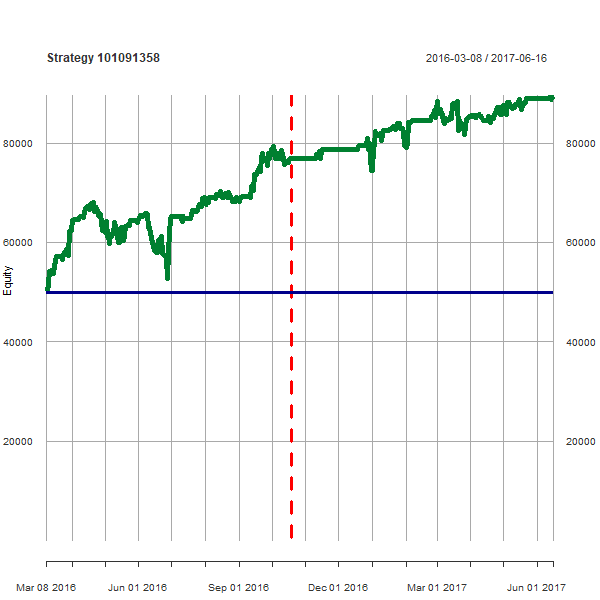 Strategy 101091358
2016-03-08 / 2017-06-16
80000 80000
60000 60000
Equity
40000 40000
20000 20000
Mar 08 2016 Jun 01 2016 Sep 01 2016 Dec 01 2016 Mar 01 2017 Jun 01 2017